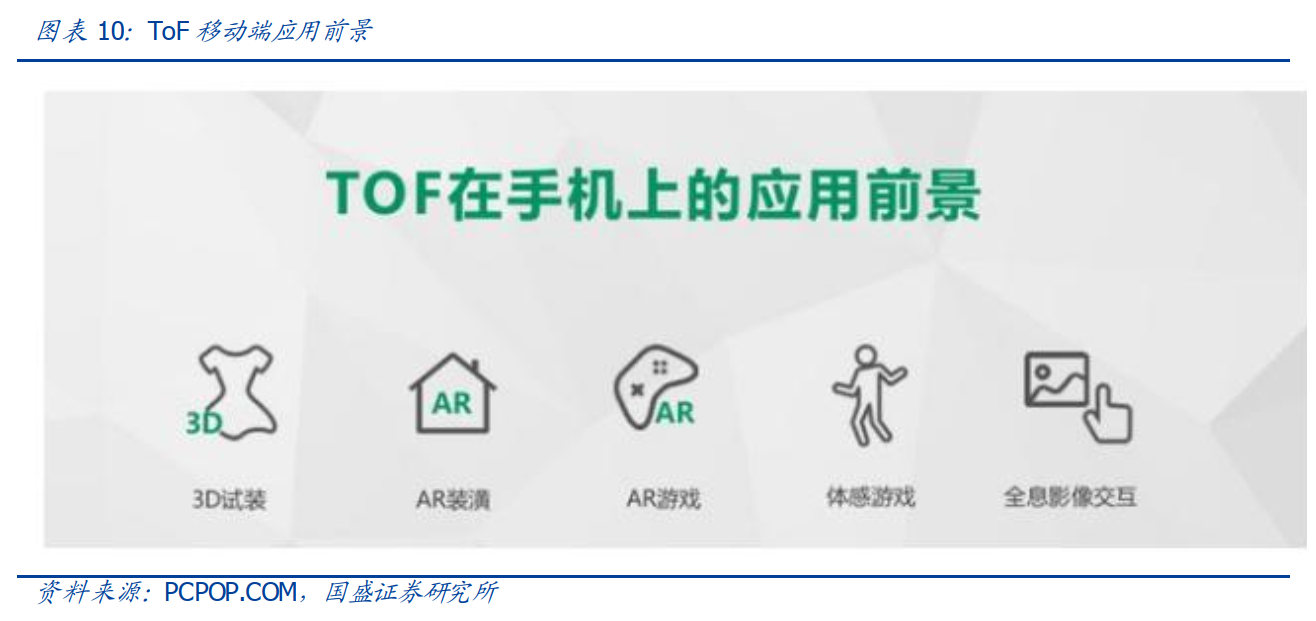 图表 10：ToF 移动端应用前景
TOF在手机上的应用前景
3D
AR
AR
3D试装
AR装潢
AR游戏
体感游戏
全息影像交互
资料来源：PCPOP.COM，国盛证券研究所